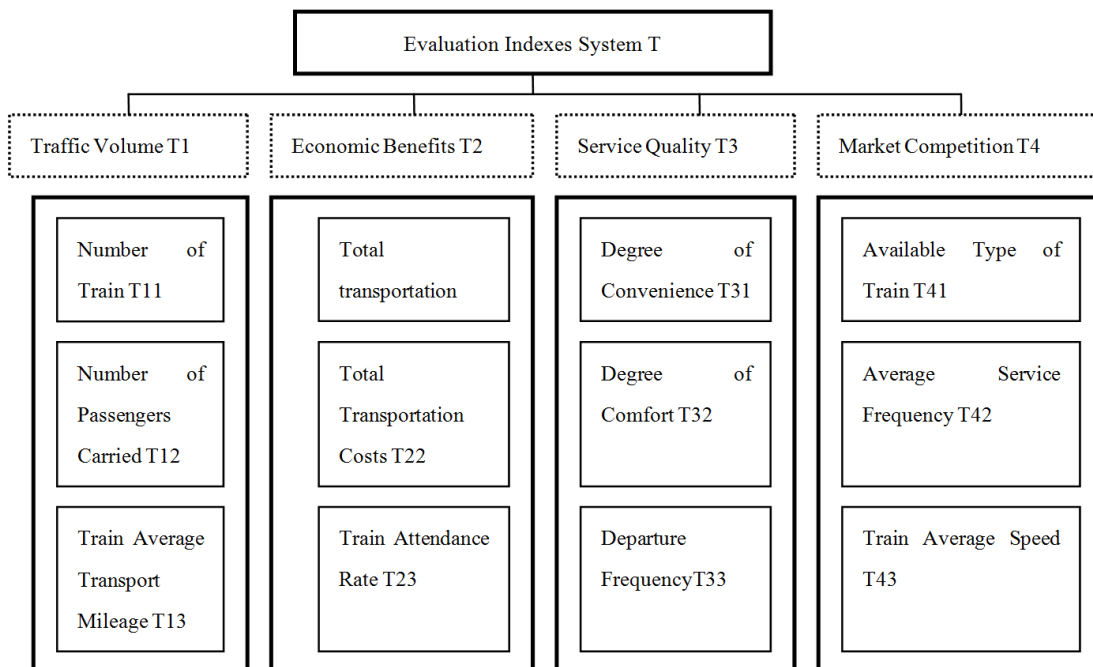 Evaluation Indexes System T
Traffic Volume T1
Economic Benefits T2
Service Quality T3
Market Competition T4
Number of
Train T11
Number of
Passengers
Carried T12
Train Average
Transport
Mileage T13
Total
transportation
Total
Transportation
Costs T22
Train Attendance
Rate T23
Degree of
Convenience T31
Degree of
Comfort T32
Departure
FrequencyT33
Available Type of
Train T41
Average Service
Frequency T42
Train Average Speed
T43